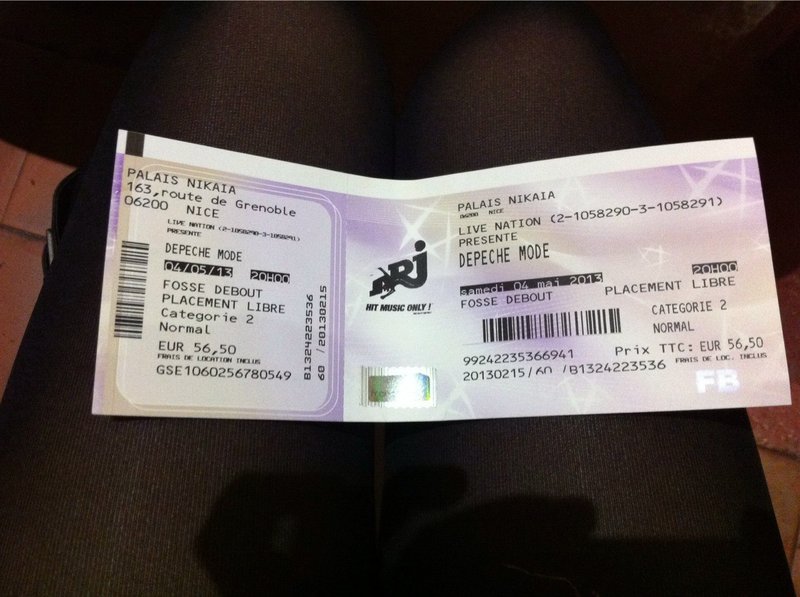 PALAIS NIKAIA
163,route de Grenoble
06200 NICE
LIVE NATION (2-1058290-3-1058291)
PRESENTE
DEPECHE MODE
04/05/13 20H00
FOSSE DEBOUT
PLACEMENT LIBRE
Categorie 2
Normal
EUR 56,50
FRAIS DE LOCATION INCLUS
GSE1060256780549
B1324223536
60 /20130215
NRJ
HIT MUSIC ONLY !
PALAIS NIKAIA
06200 NICE
LIVE NATION (2-1058290-3-1058291)
PRESENTE
DEPECHE MODE
samedi 04 mai 2013 20H00
FOSSE DEBOUT PLACEMENT LIBRE
CATEGORIE 2
NORMAL
99242235366941 Prix TTC: EUR 56,50
FRAIS DE LOC. INCLUS
20130215/60 /B1324223536
FB